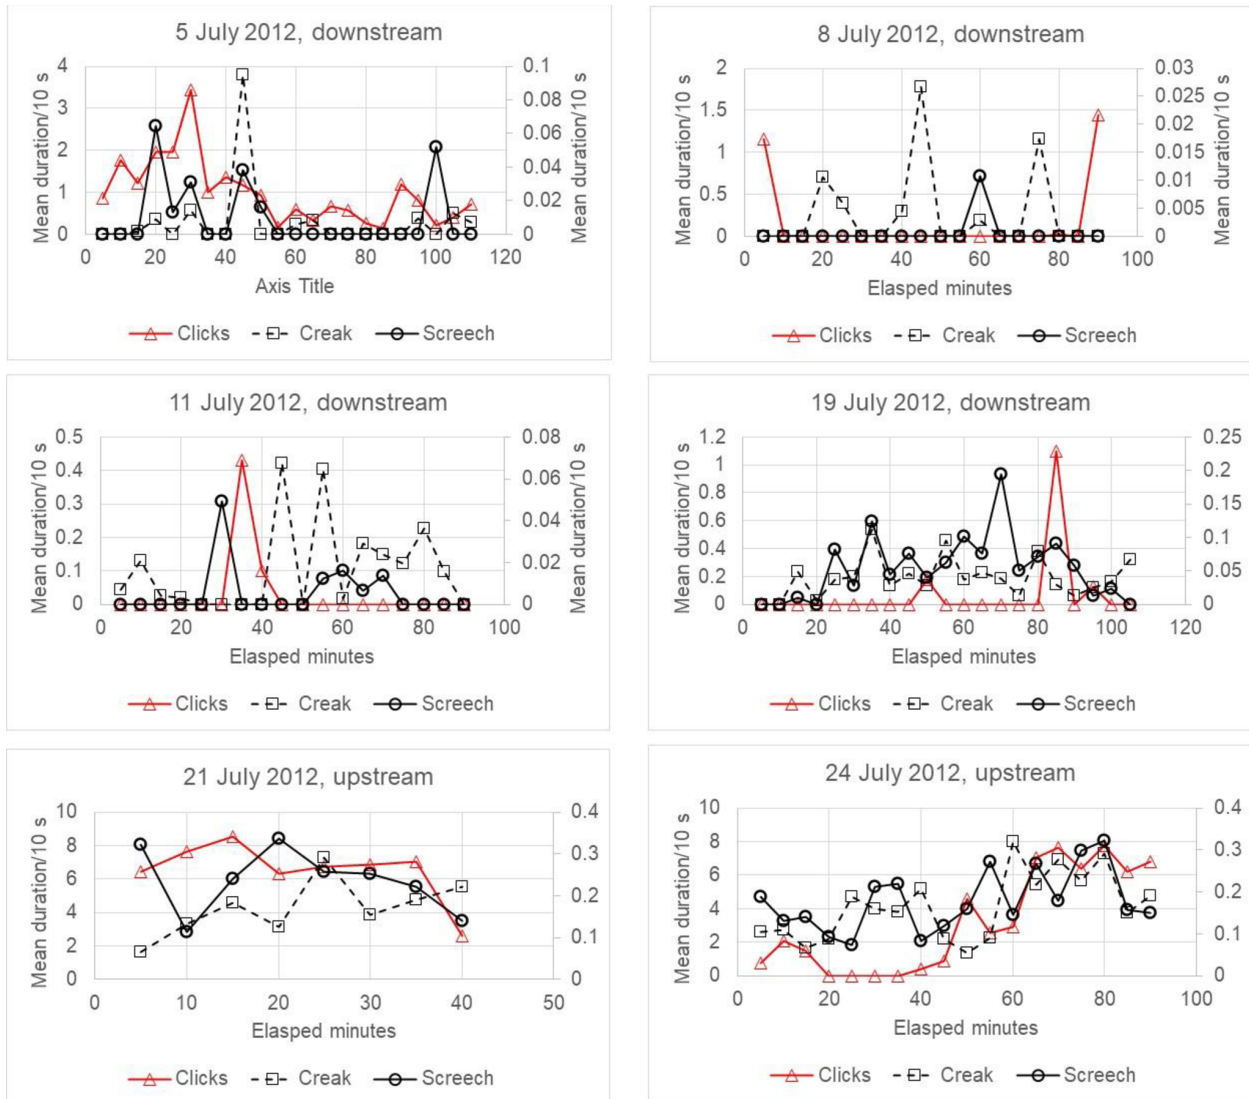 5 July 2012, downstream
Mean duration/10 s
4
3
2
1
0
0.1
0.08
0.06
0.04
0.02
0
Mean duration/10 s
0 20 40 60 80 100 120
Axis Title
Clicks Creak Screech
8 July 2012, downstream
Mean duration/10 s
2
1.5
1
0.5
0
0.03
0.025
0.02
0.015
0.01
0.005
0
Mean duration/10 s
0 20 40 60 80 100
Elasped minutes
Clicks Creak Screech
11 July 2012, downstream
Mean duration/10 s
0.5
0.4
0.3
0.2
0.1
0
0.08
0.06
0.04
0.02
0
Mean duration/10 s
0 20 40 60 80 100
Elasped minutes
Clicks Creak Screech
19 July 2012, downstream
Mean duration/10 s
1.2
1
0.8
0.6
0.4
0.2
0
0.25
0.2
0.15
0.1
0.05
0
0 20 40 60 80 100 120
Elasped minutes
Clicks Creak Screech
21 July 2012, upstream
Mean duration/10 s
10
8
6
4
2
0
0.4
0.3
0.2
0.1
0
0 10 20 30 40 50
Elasped minutes
Clicks Creak Screech
24 July 2012, upstream
Mean duration/10 s
10
8
6
4
2
0
0.4
0.3
0.2
0.1
0
0 20 40 60 80 100
Elasped minutes
Clicks Creak Screech